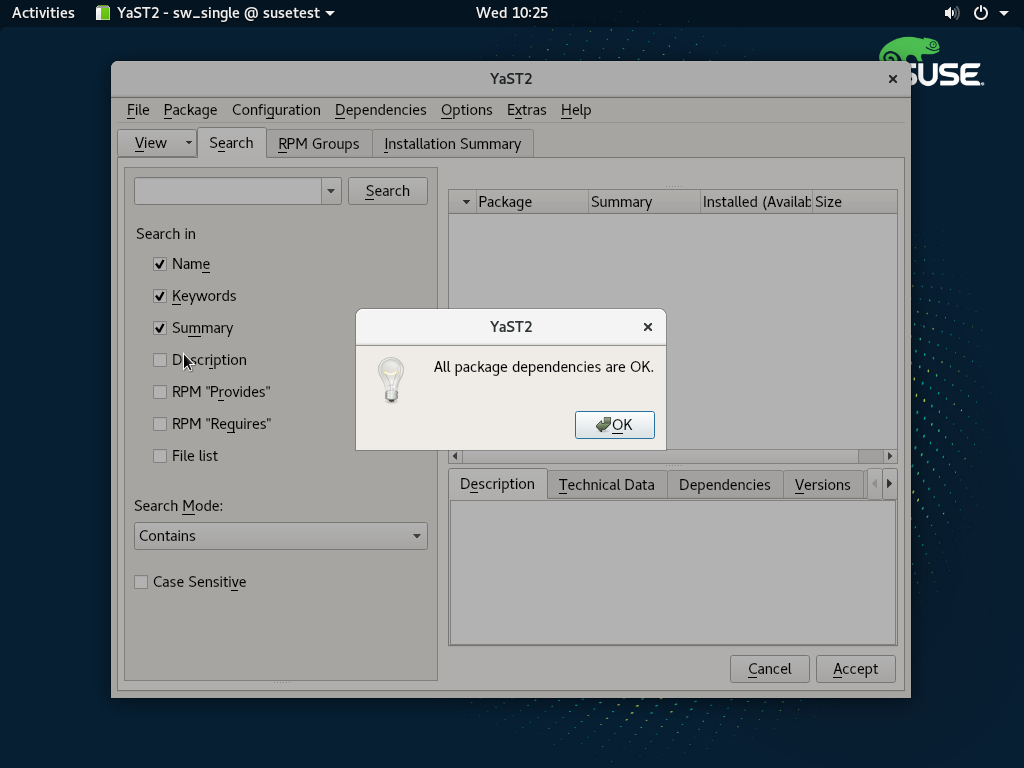 Activities YaST2 - sw_single @ susetest Wed 10:25
SUSE
YaST2
File Package Configuration Dependencies Options Extras Help
View Search RPM Groups Installation Summary
Search
Package Summary Installed (Availab Size
Search in
Name
Keywords
Summary
Description
RPM "Provides"
RPM "Requires"
File list
YaST2
All package dependencies are OK.
OK
Description Technical Data Dependencies Versions
Search Mode:
Contains
Case Sensitive
Cancel Accept